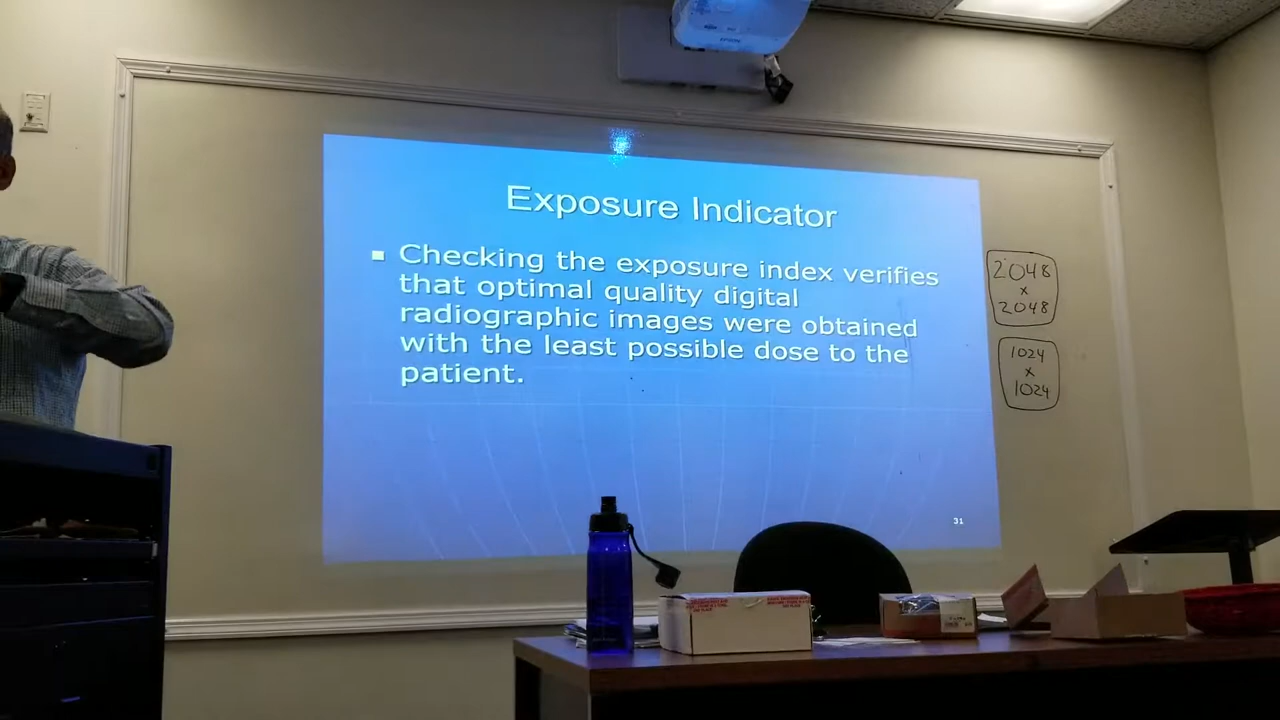 EPSON
Exposure Indicator
Checking the exposure index verifies
that optimal quality digital
radiographic images were obtained
with the least possible dose to the
patient.
31
2048
x
2048
1024
x
1024